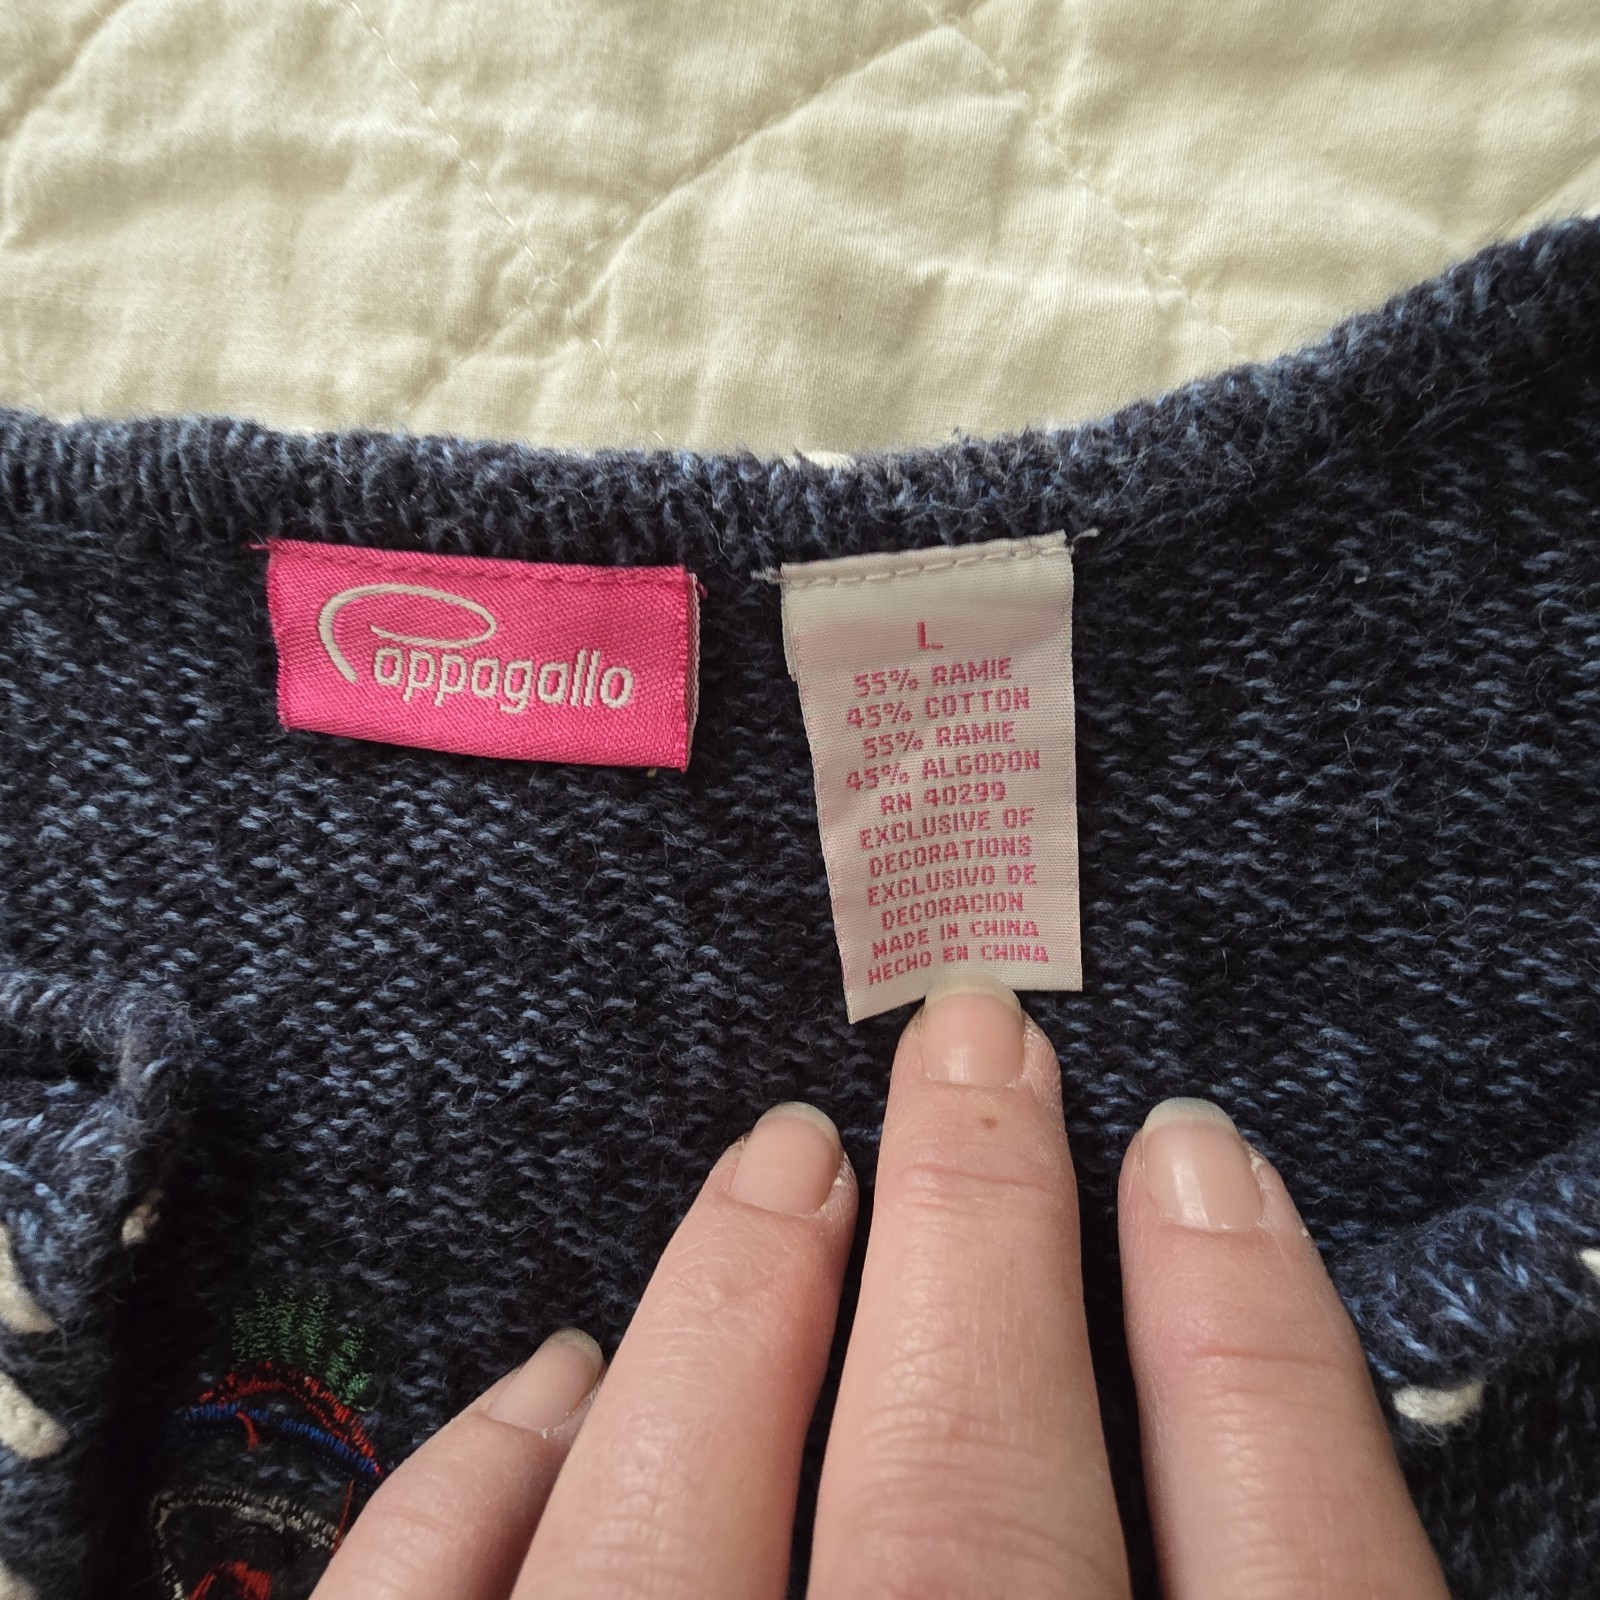 Pappagallo
L
55% RAMIE
45% COTTON
55% RAMIE
45% ALGODON
RN 40299
EXCLUSIVE OF
DECORATIONS
EXCLUSIVO DE
DECORACION
MADE IN CHINA
HECHO EN CHINA